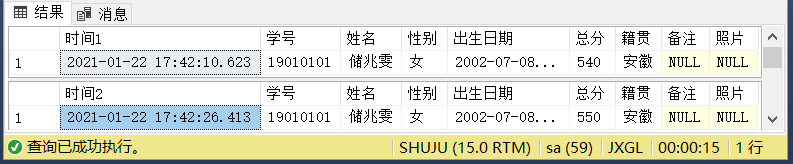 结果 消息
时间1 学号 姓名 性别 出生日期 总分 籍贯 备注 照片
1 2021-01-22 17:42:10.623 19010101 储兆雯 女 2002-07-08... 540 安徽 NULL NULL
时间2 学号 姓名 性别 出生日期 总分 籍贯 备注 照片
1 2021-01-22 17:42:26.413 19010101 储兆雯 女 2002-07-08... 550 安徽 NULL NULL
查询已成功执行。 SHUJU (15.0 RTM) sa (59) JXGL 00:00:15 1 行